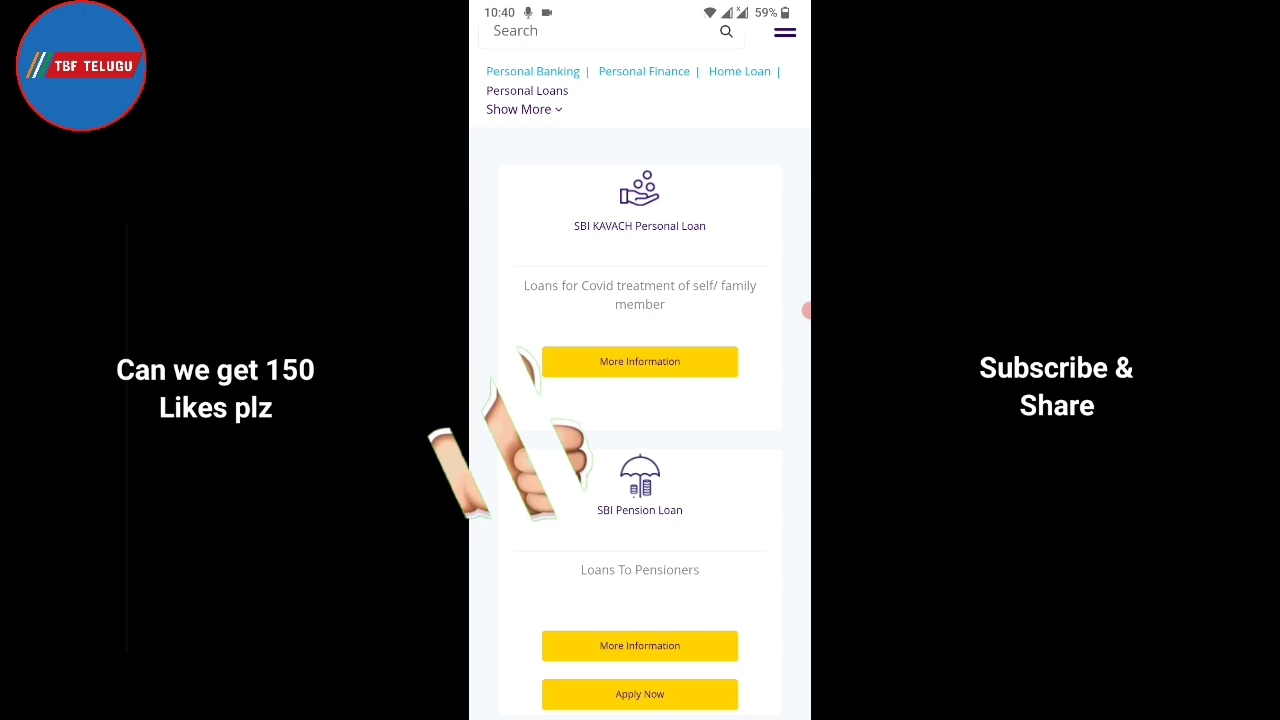 TBF TELUGU
10:40
59%
Search
Personal Banking | Personal Finance | Home Loan |
Personal Loans
Show More
SBI KAVACH Personal Loan
Loans for Covid treatment of self/ family
member
More Information
Can we get 150
Likes plz
Subscribe &
Share
SBI Pension Loan
Loans To Pensioners
More Information
Apply Now